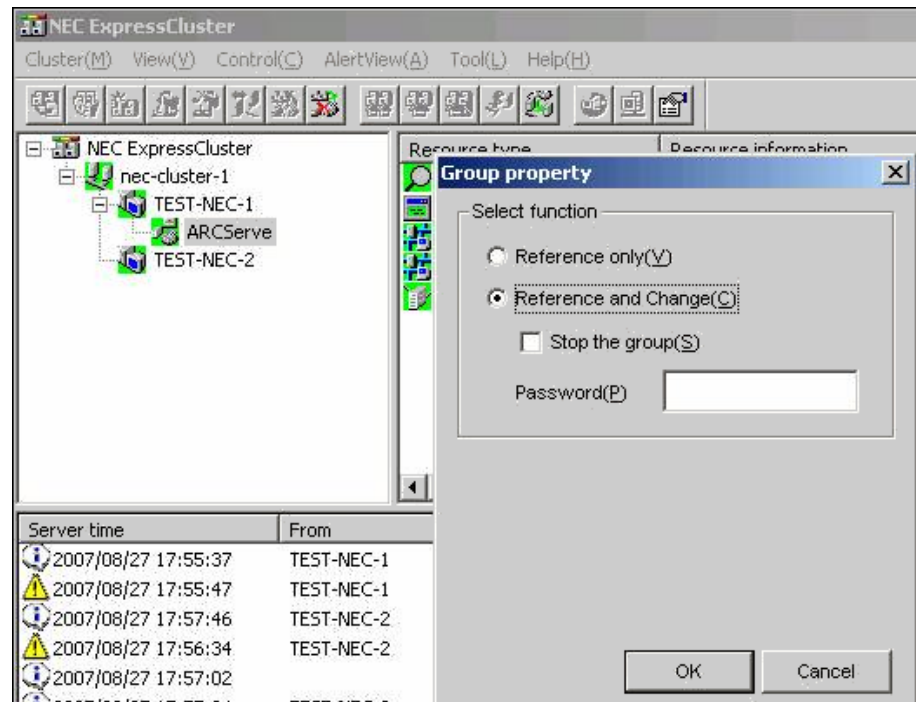 NEC ExpressCluster
Cluster(M) View(V) Control(C) AlertView(A) Tool(L) Help(H)
NEC ExpressCluster
nec-cluster-1
TEST-NEC-1
ARCServe
TEST-NEC-2
Resource type Resource information
Group property
Select function
Reference only(V)
Reference and Change(C)
Stop the group(S)
Password(P)
OK Cancel
Server time From
2007/08/27 17:55:37 TEST-NEC-1
2007/08/27 17:55:47 TEST-NEC-1
2007/08/27 17:57:46 TEST-NEC-2
2007/08/27 17:56:34 TEST-NEC-2
2007/08/27 17:57:02